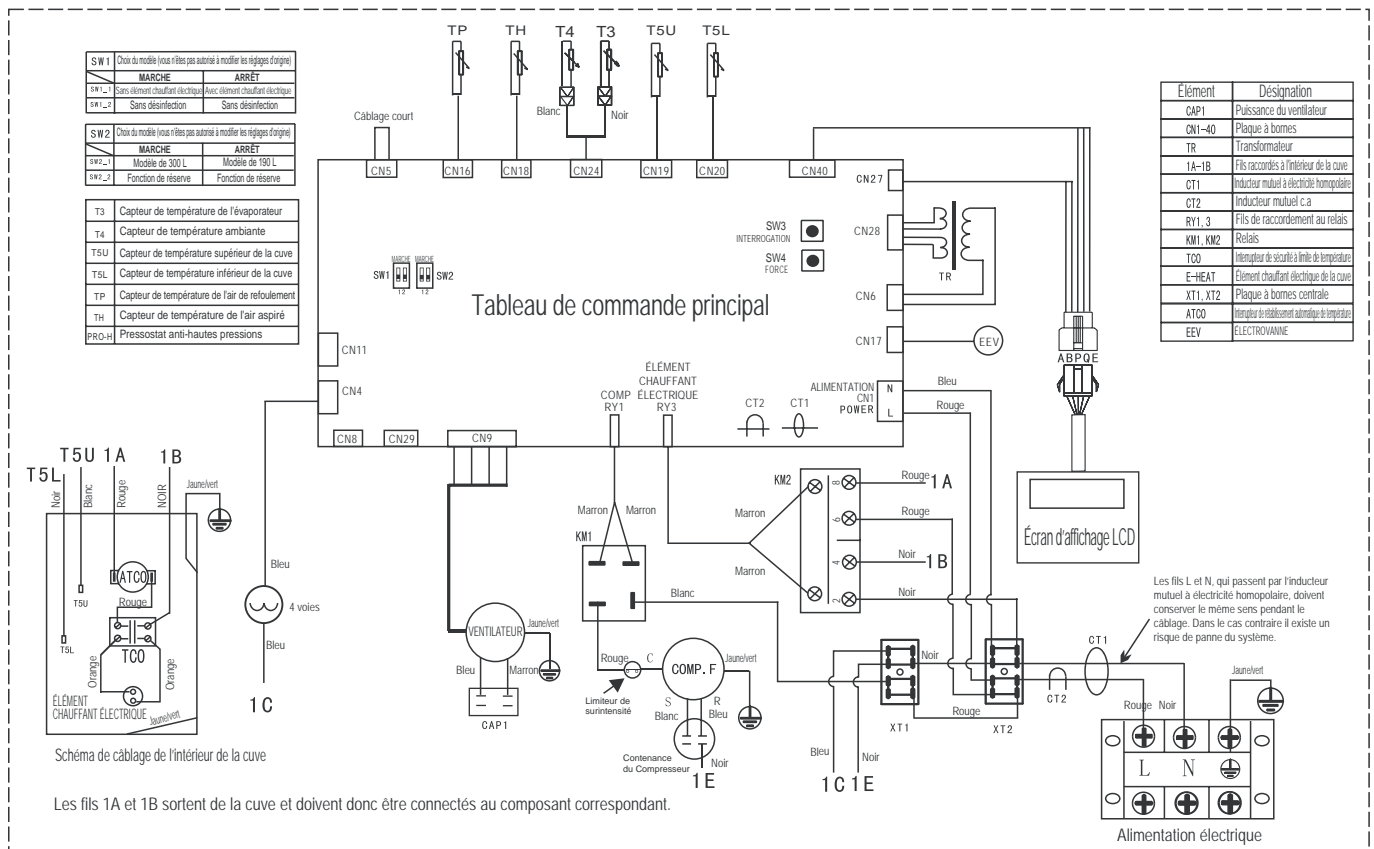 TP
TH
T4
T3
T5U
T5L
Blanc
Noir
Câblage court
SW1 Choix du modèle (vous n'êtes pas autorisé à modifier les réglages d'origine)
MARCHE ARRÊT
SW1_1 Sans élément chauffant électrique Avec élément chauffant électrique
SW1_2 Sans désinfection Sans désinfection
SW2 Choix du modèle (vous n'êtes pas autorisé à modifier les réglages d'origine)
MARCHE ARRÊT
SW2_1 Modèle de 300 L Modèle de 190 L
SW2_2 Fonction de réserve Fonction de réserve
T3 Capteur de température de l'évaporateur
T4 Capteur de température ambiante
T5U Capteur de température supérieur de la cuve
T5L Capteur de température inférieur de la cuve
TP Capteur de température de l'air de refoulement
TH Capteur de température de l'air aspiré
PRO-H Pressostat anti-hautes pressions
Élément Désignation
CAP1 Puissance du ventilateur
CN1-40 Plaque à bornes
TR Transformateur
1A-1B Fils raccordés à l'intérieur de la cuve
CT1 Inducteur mutuel à électricité homopolaire
CT2 Inducteur mutuel c.a
RY1, 3 Fils de raccordement au relais
KM1, KM2 Relais
TCO Interrupteur de sécurité à limite de température
E-HEAT Élément chauffant électrique de la cuve
XT1, XT2 Plaque à bornes centrale
ATCO Interrupteur de rétablissement automatique de température
EEV ÉLECTROVANNE
CN5
CN16
CN18
CN24
CN19
CN20
CN40
CN27
CN28
TR
CN6
CN17
EEV
SW3
INTERROGATION
SW4
FORCE
MARCHE MARCHE
SW1 SW2
1 2 1 2
Tableau de commande principal
CN11
CN4
CN8
CN29
CN9
COMP
RY1
ÉLÉMENT
CHAUFFANT
ÉLECTRIQUE
RY3
CT2
CT1
ALIMENTATION
CN1
POWER
N
L
Bleu
Rouge
ABPQE
Écran d'affichage LCD
T5L
T5U
1A
1B
Noir
Blanc
Rouge
NOIR
Jaune/vert
ATCO
Rouge
T5U
T5L
TCO
Orange
Orange
ÉLÉMENT
CHAUFFANT ÉLECTRIQUE
Jaune/vert
Schéma de câblage de l'intérieur de la cuve
Bleu
4 voies
Bleu
1C
VENTILATEUR
Jaune/vert
Bleu
Marron
CAP1
Marron
Marron
KM1
Blanc
Rouge
C
COMP.F
Jaune/vert
Limiteur de
surintensité
S
R
Blanc
Bleu
Contenance
du Compresseur
Noir
1E
Marron
Marron
KM2
8
6
4
2
Rouge
1A
Rouge
Noir
1B
Noir
Noir
Rouge
XT1
XT2
Bleu
Noir
1C
1E
CT2
CT1
Les fils L et N, qui passent par l'inducteur
mutuel à électricité homopolaire, doivent
conserver le même sens pendant le
câblage. Dans le cas contraire il existe un
risque de panne du système.
Jaune/vert
Rouge
Noir
L
N
Alimentation électrique
Les fils 1A et 1B sortent de la cuve et doivent donc être connectés au composant correspondant.